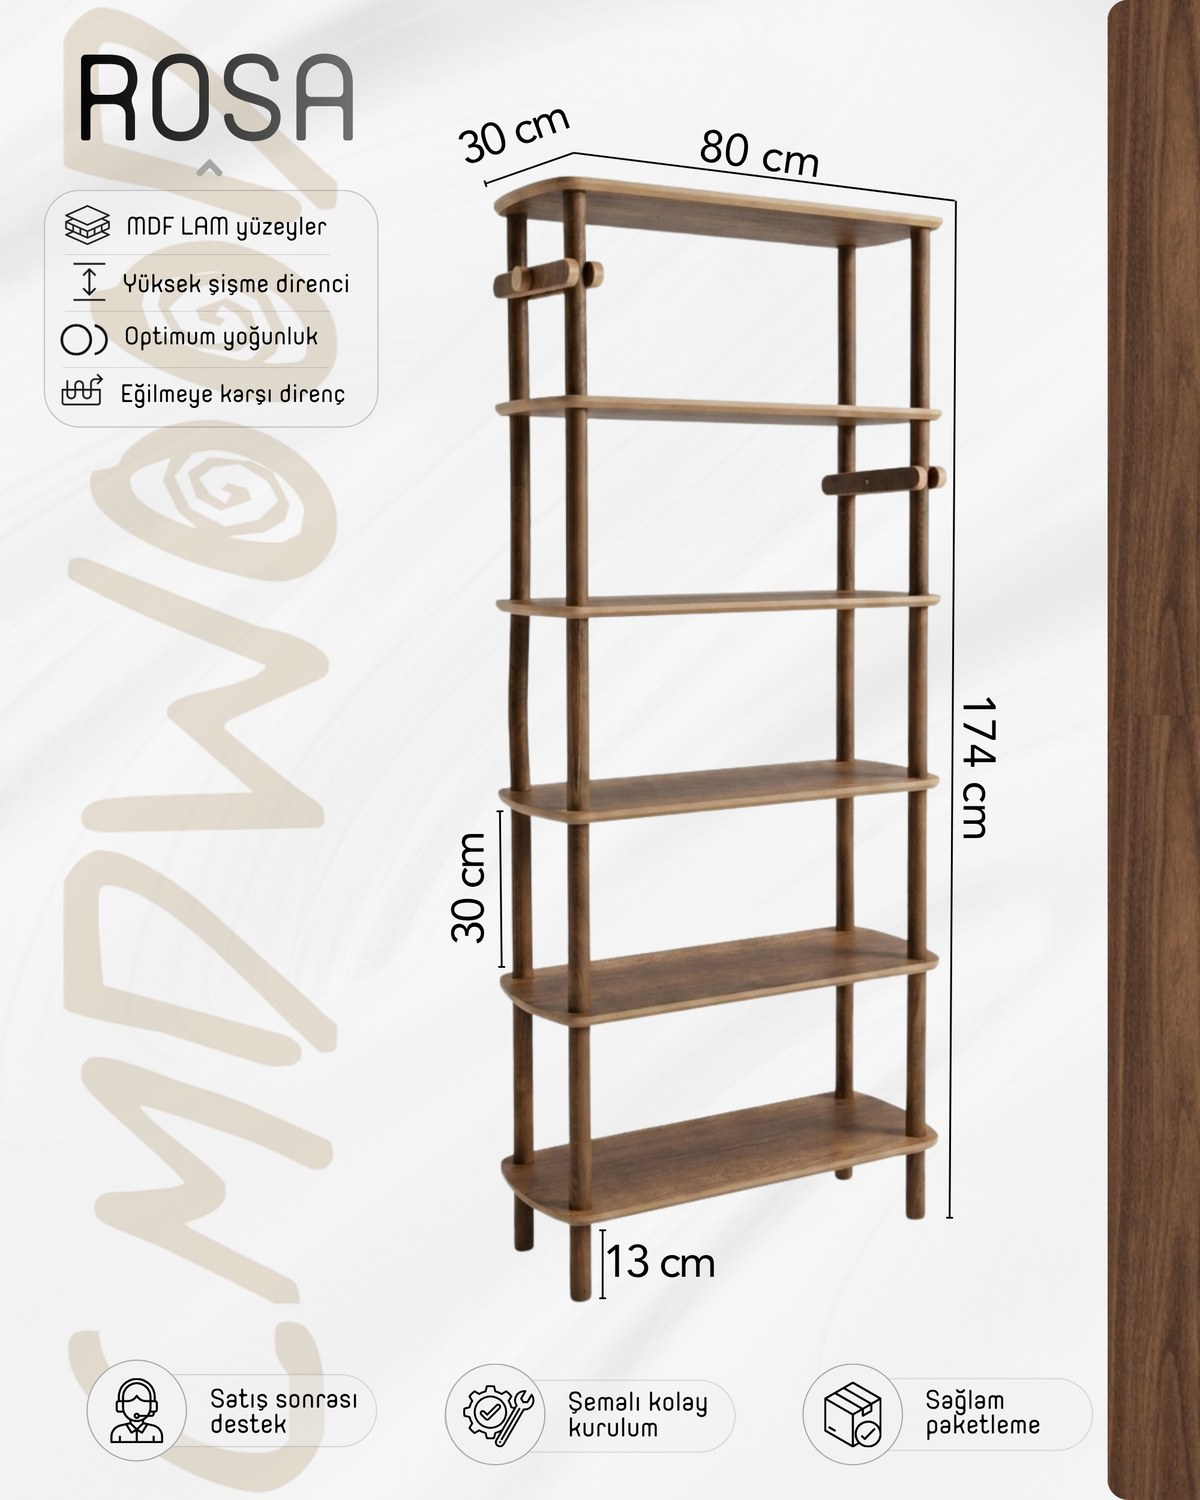 ROSA
MDF LAM yüzeyler
Yüksek şişme direnci
Optimum yoğunluk
Eğilmeye karşı direnç
30 cm
80 cm
174 cm
30 cm
13 cm
CMDWOOD
Satış sonrası
destek
Şemalı kolay
kurulum
Sağlam
paketleme